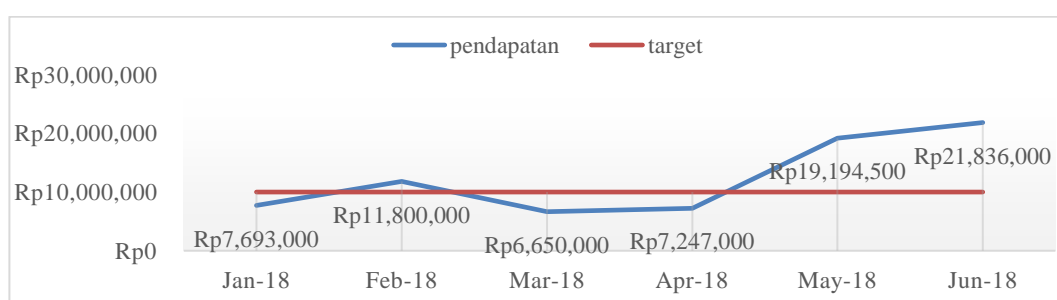 pendapatan target
Rp30,000,000
Rp20,000,000
Rp10,000,000
Rp0
Rp7,693,000
Rp11,800,000
Rp6,650,000
Rp7,247,000
Rp19,194,500
Rp21,836,000
Jan-18 Feb-18 Mar-18 Apr-18 May-18 Jun-18